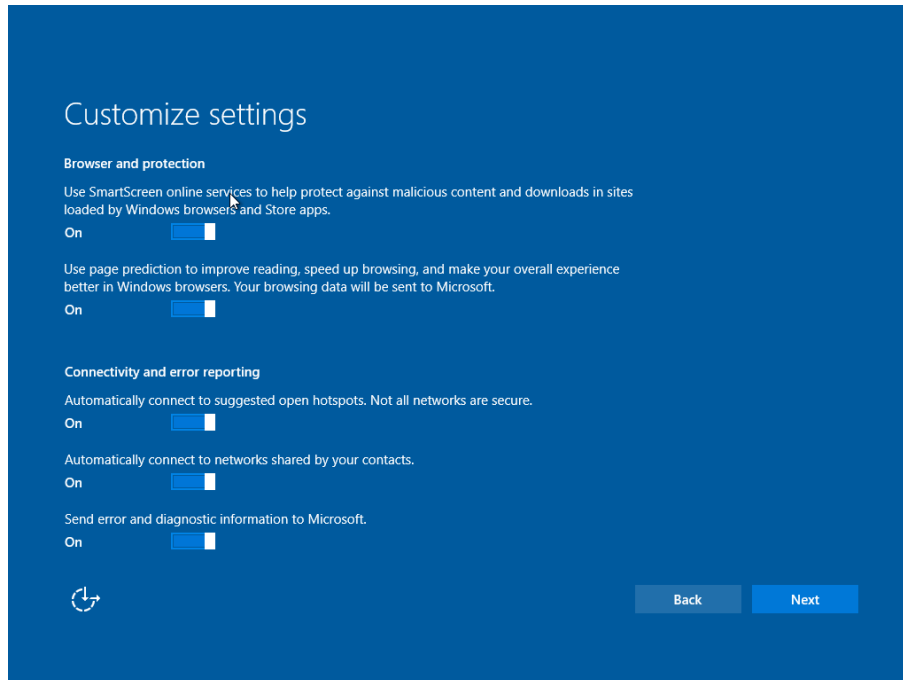 Customize settings
Browser and protection
Use SmartScreen online services to help protect against malicious content and downloads in sites
loaded by Windows browsers and Store apps.
On
Use page prediction to improve reading, speed up browsing, and make your overall experience
better in Windows browsers. Your browsing data will be sent to Microsoft.
On
Connectivity and error reporting
Automatically connect to suggested open hotspots. Not all networks are secure.
On
Automatically connect to networks shared by your contacts.
On
Send error and diagnostic information to Microsoft.
On
Back Next